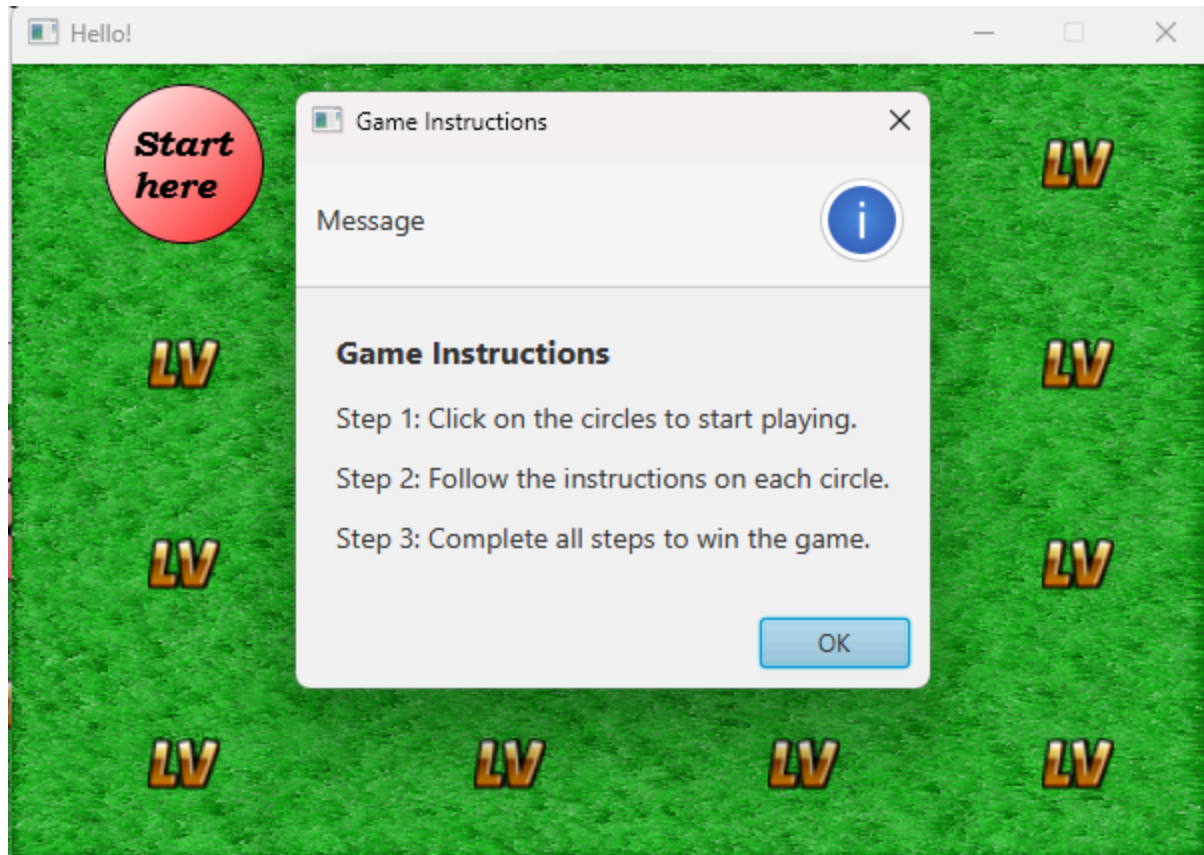 Hello!
Start
here
Game Instructions
Message
i
Game Instructions
Step 1: Click on the circles to start playing.
Step 2: Follow the instructions on each circle.
Step 3: Complete all steps to win the game.
OK
LV
LV
LV
LV
LV
LV
LV
LV
LV